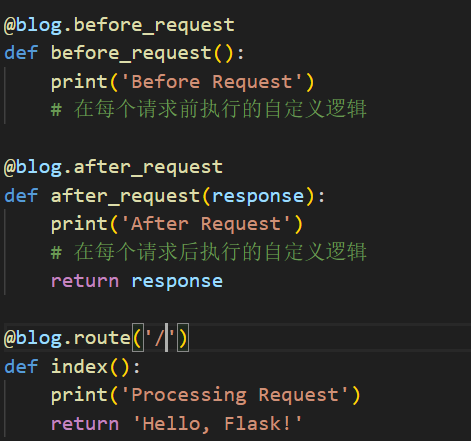 @blog.before_request
def before_request():
    print('Before Request')
    # 在每个请求前执行的自定义逻辑
@blog.after_request
def after_request(response):
    print('After Request')
    # 在每个请求后执行的自定义逻辑
    return response
@blog.route('/')
def index():
    print('Processing Request')
    return 'Hello, Flask!'